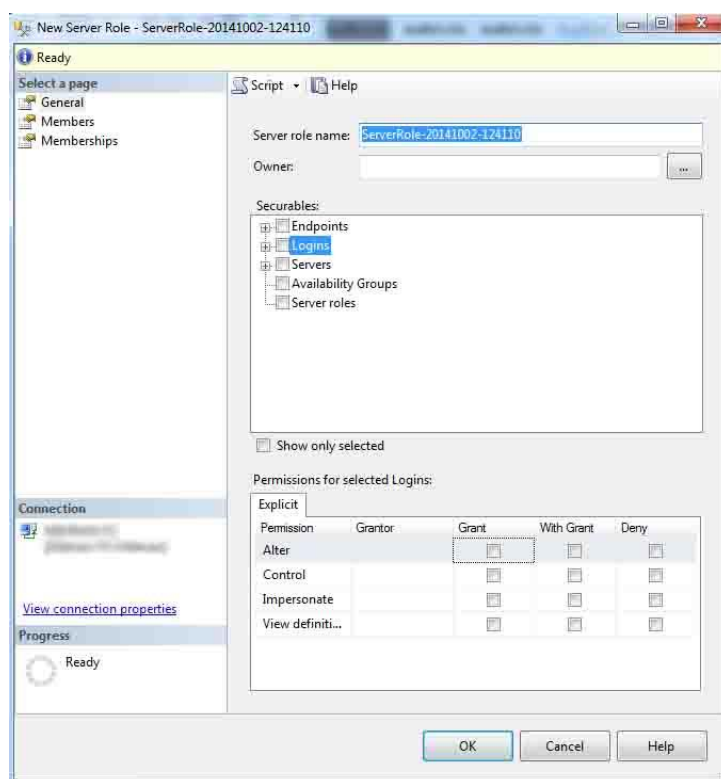 New Server Role - ServerRole-20141002-124110
Ready
Select a page
General
Members
Memberships
Script Help
Server role name: ServerRole-20141002-124110
Owner:
...
Securables:
Endpoints
Logins
Servers
Availability Groups
Server roles
Show only selected
Permissions for selected Logins:
Explicit
Permission Grantor Grant With Grant Deny
Alter
Control
Impersonate
View definiti...
Connection
View connection properties
Progress
Ready
OK Cancel Help